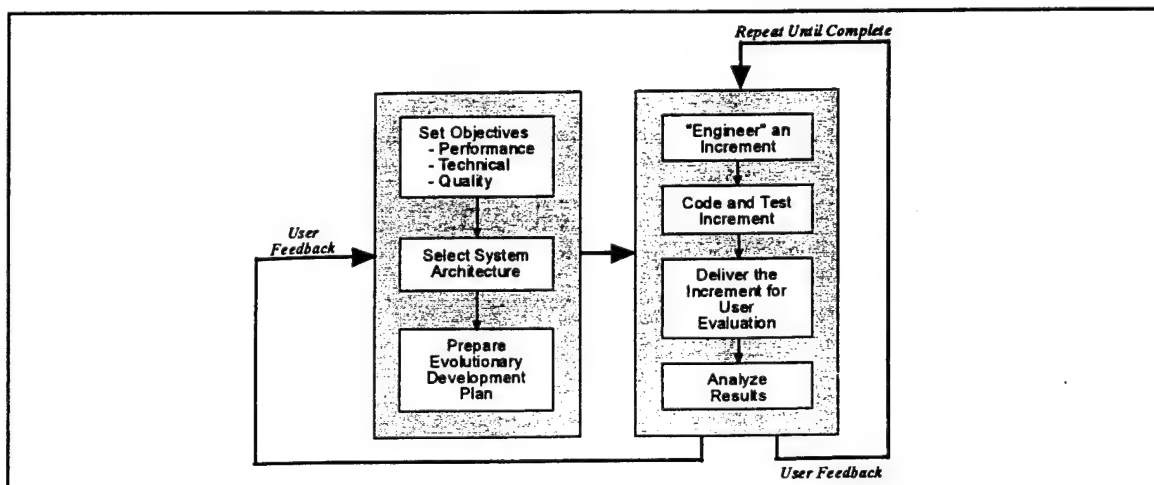 Repeat Until Complete
Set Objectives
- Performance
- Technical
- Quality
Select System
Architecture
Prepare
Evolutionary
Development
Plan
User
Feedback
"Engineer" an
Increment
Code and Test
Increment
Deliver the
Increment for
User
Evaluation
Analyze
Results
User Feedback